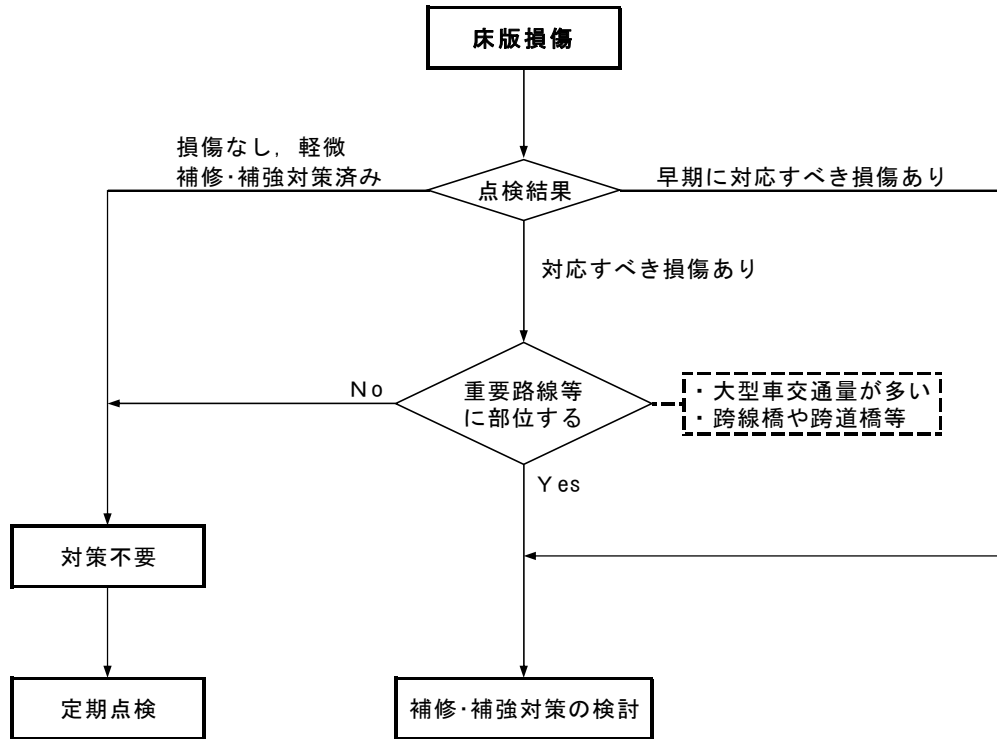 床版損傷
損傷なし，軽微
補修･補強対策済み
点検結果
早期に対応すべき損傷あり
対応すべき損傷あり
No
重要路線等
に部位する
・大型車交通量が多い
・跨線橋や跨道橋等
Yes
対策不要
定期点検
補修･補強対策の検討